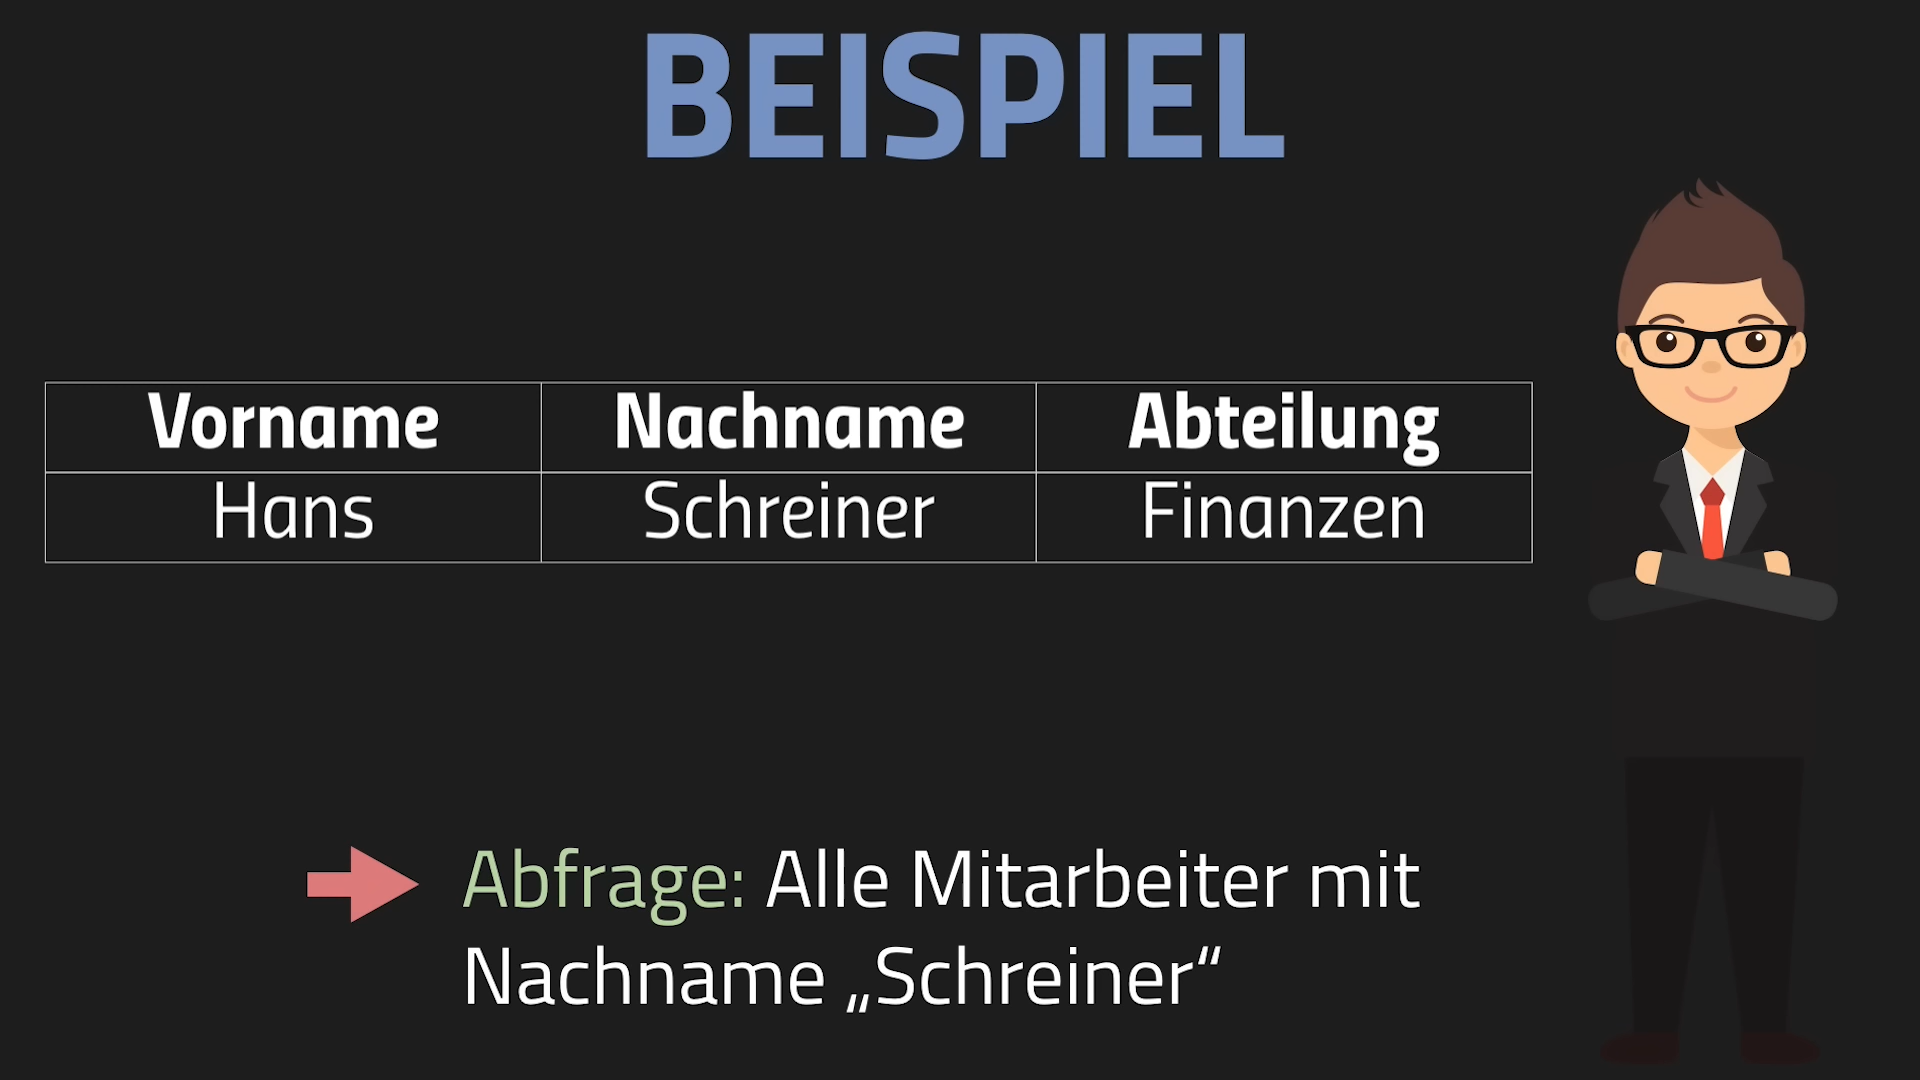 BEISPIEL
Vorname Nachname Abteilung
Hans Schreiner Finanzen
Abfrage: Alle Mitarbeiter mit
Nachname „Schreiner“